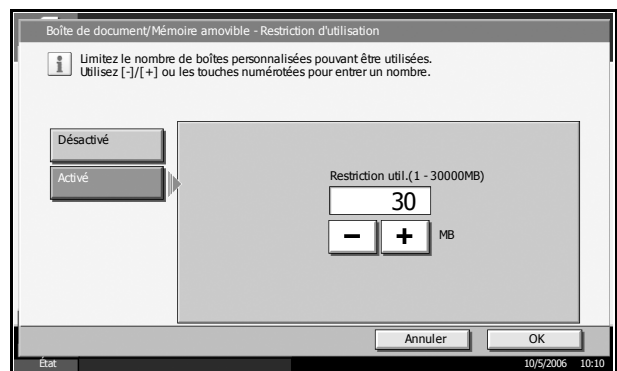 Boîte de document/Mémoire amovible - Restriction d'utilisation
Limitez le nombre de boîtes personnalisées pouvant être utilisées.
Utilisez [-]/[+] ou les touches numérotées pour entrer un nombre.
Désactivé
Activé
Restriction util.(1 - 30000MB)
30
− + MB
Annuler OK
État 10/5/2006 10:10